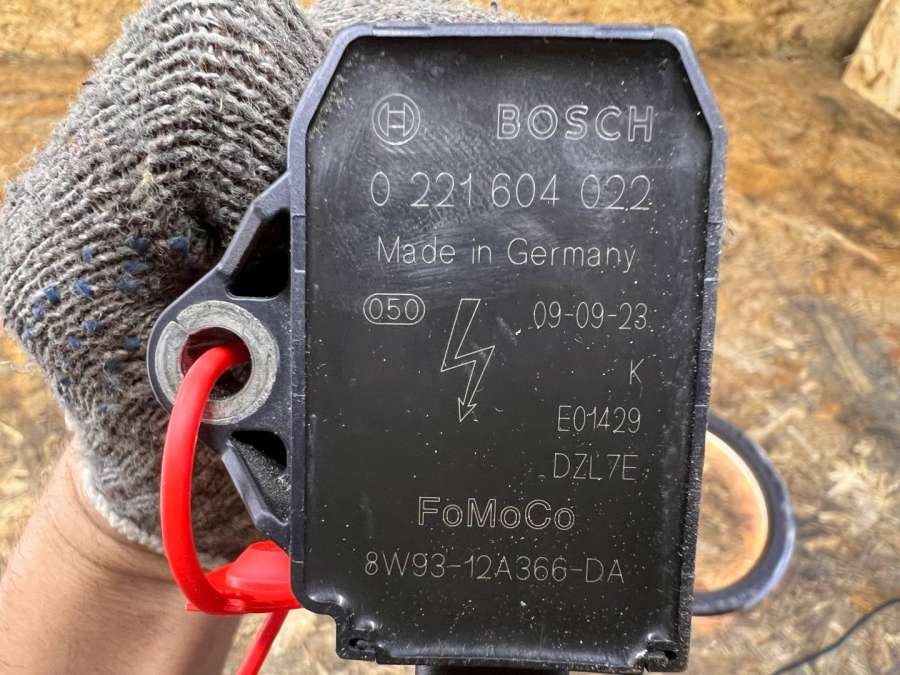 BOSCH
0 221 604 022
Made in Germany
050 09-09-23
K
E01429
DZL7E
FoMoCo
8W93-12A366-DA